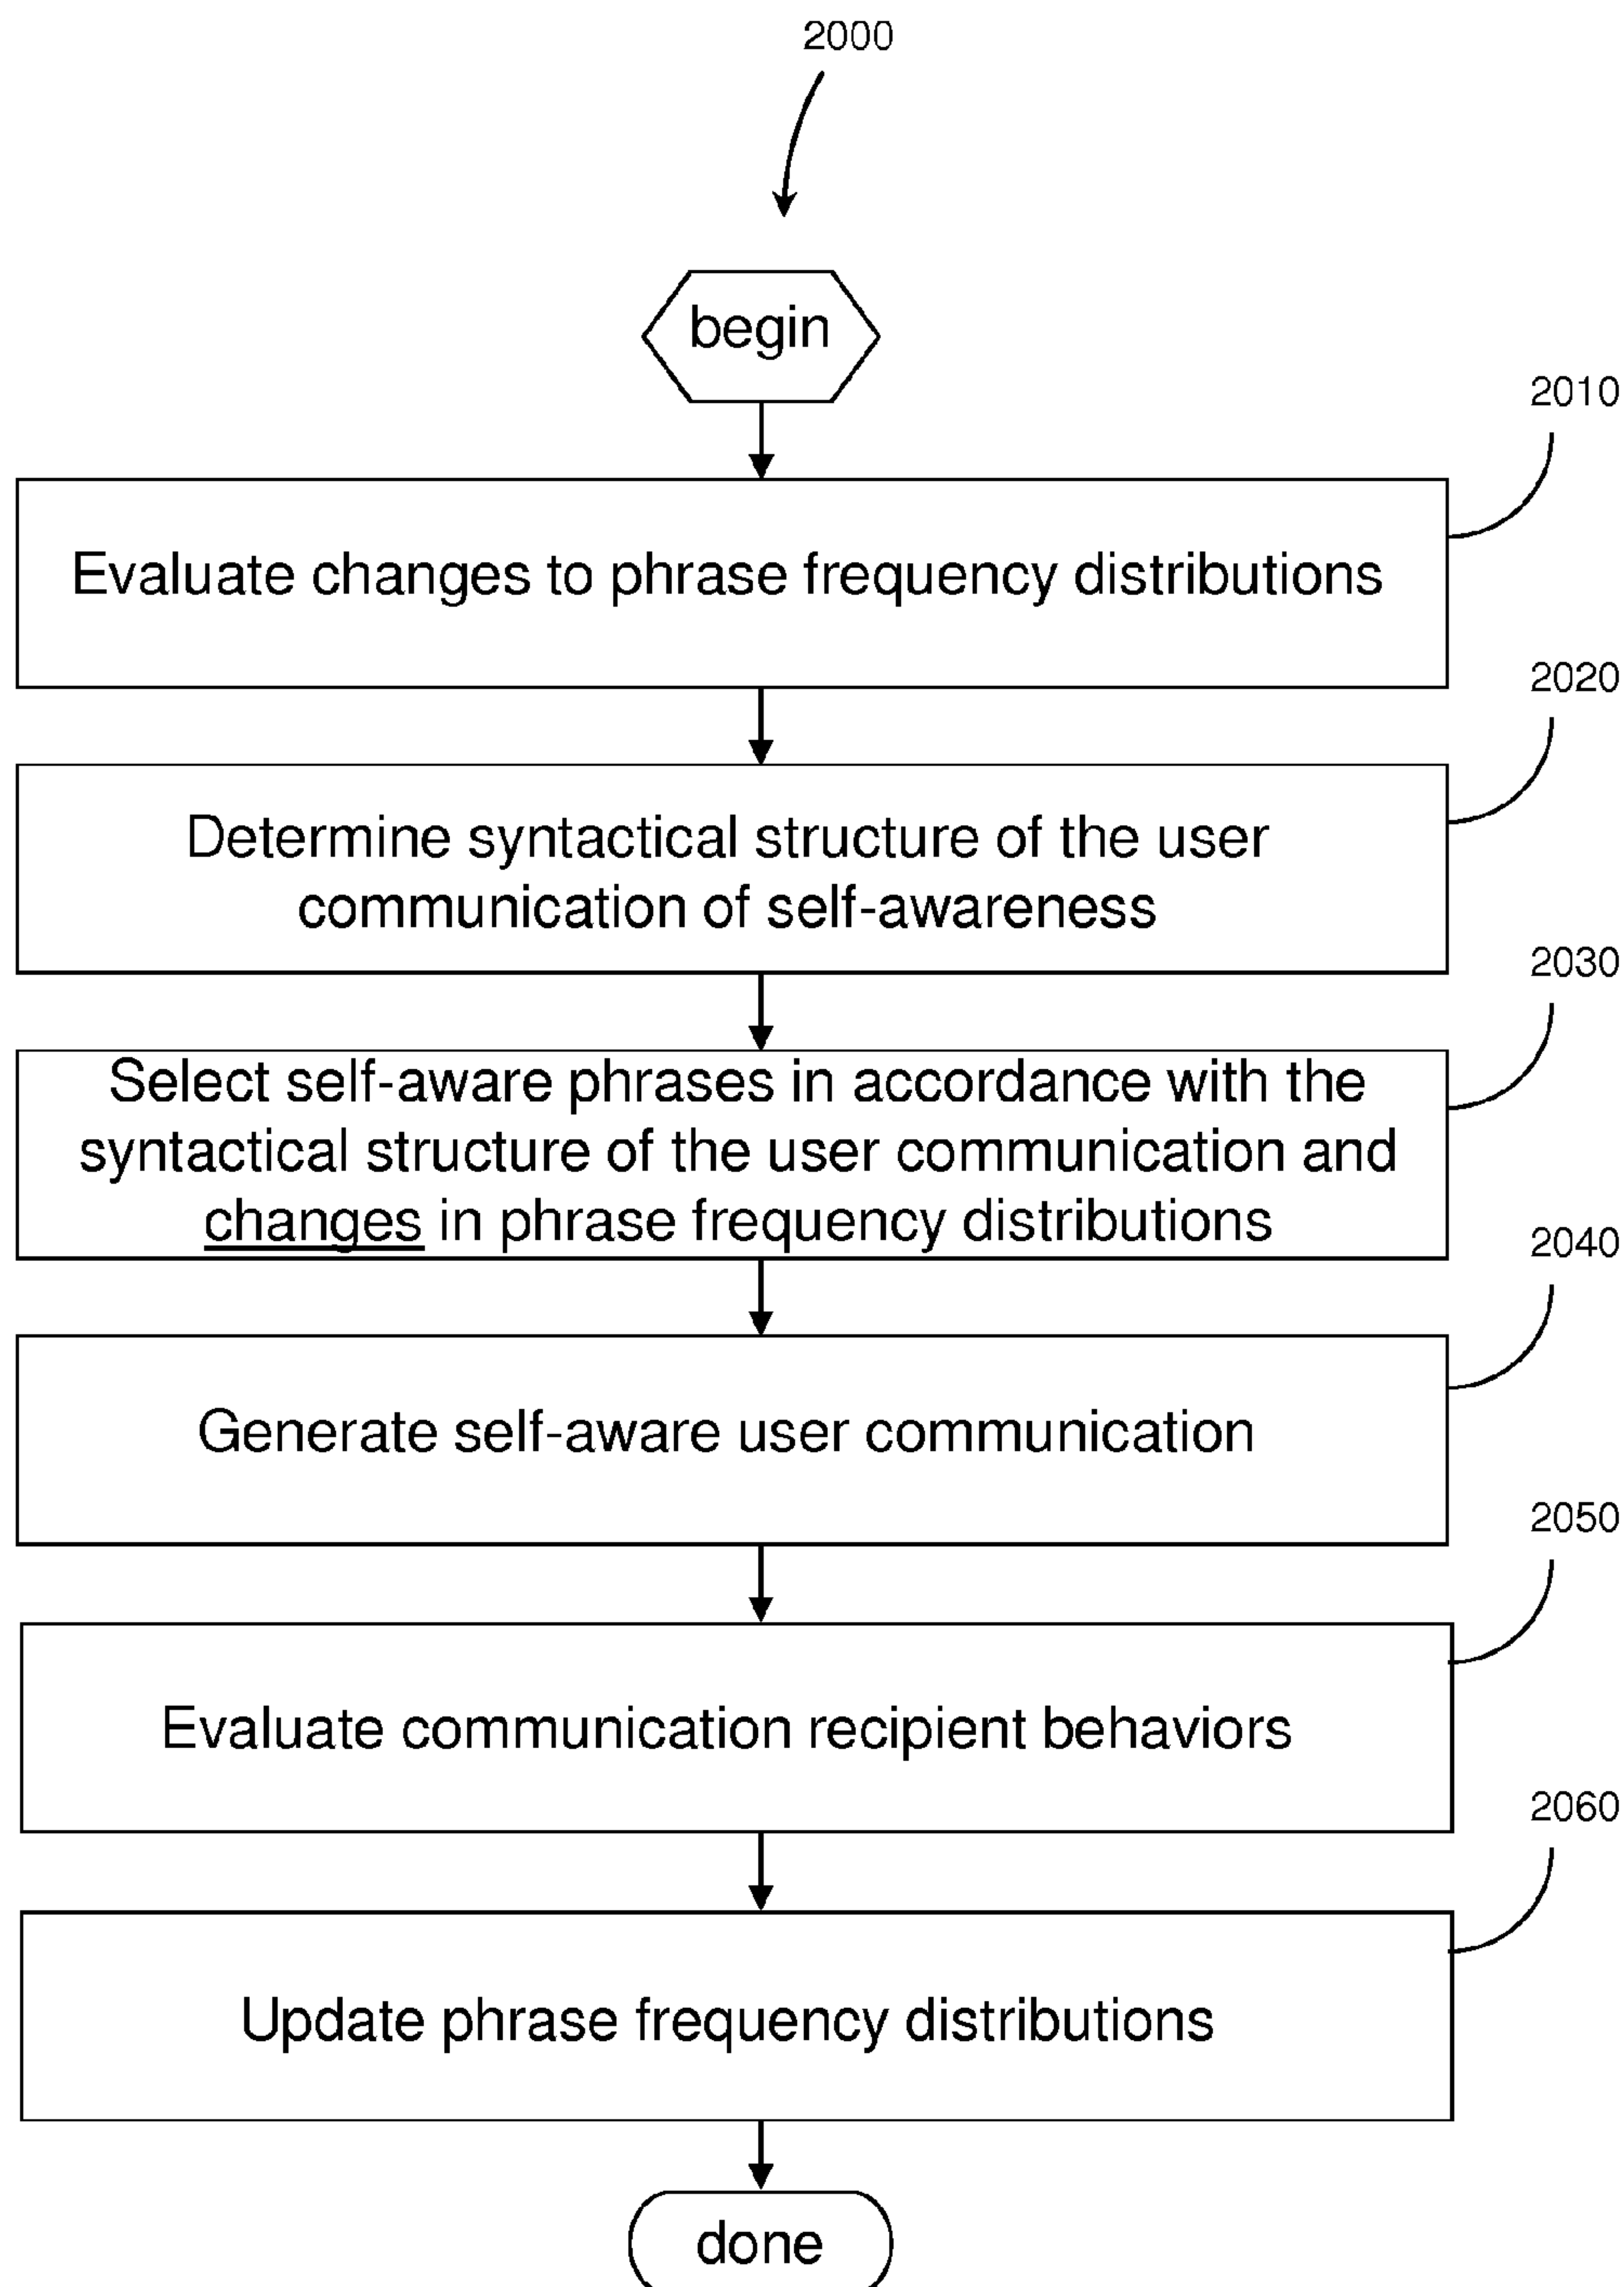 2000
begin
2010
Evaluate changes to phrase frequency distributions
2020
Determine syntactical structure of the user
communication of self-awareness
2030
Select self-aware phrases in accordance with the
syntactical structure of the user communication and
changes in phrase frequency distributions
2040
Generate self-aware user communication
2050
Evaluate communication recipient behaviors
2060
Update phrase frequency distributions
done